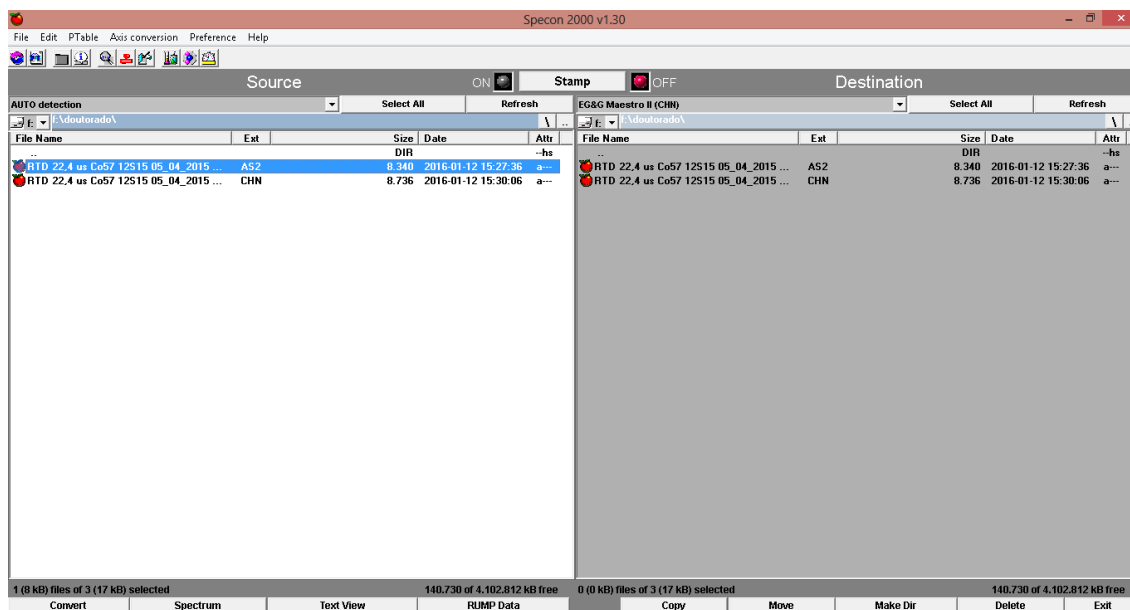 Specon 2000 v1.30
File Edit PTable Axis conversion Preference Help
Source ON Stamp OFF Destination
AUTO detection Select All Refresh EG&G Maestro II (CHN) Select All Refresh
f: f:\doutorado\ \ .. f: f:\doutorado\ \
File Name Ext Size Date Attr File Name Ext Size Date Attr
.. DIR --hs .. DIR --hs
RTD 22,4 us Co57 12S15 05_04_2015 ... AS2 8.340 2016-01-12 15:27:36 a--- RTD 22,4 us Co57 12S15 05_04_2015 ... AS2 8.340 2016-01-12 15:27:36 a---
RTD 22,4 us Co57 12S15 05_04_2015 ... CHN 8.736 2016-01-12 15:30:06 a--- RTD 22,4 us Co57 12S15 05_04_2015 ... CHN 8.736 2016-01-12 15:30:06 a---
1 (8 kB) files of 3 (17 kB) selected 140.730 of 4.102.812 kB free 0 (0 kB) files of 3 (17 kB) selected 140.730 of 4.102.812 kB free
Convert Spectrum Text View RUMP Data Copy Move Make Dir Delete Exit